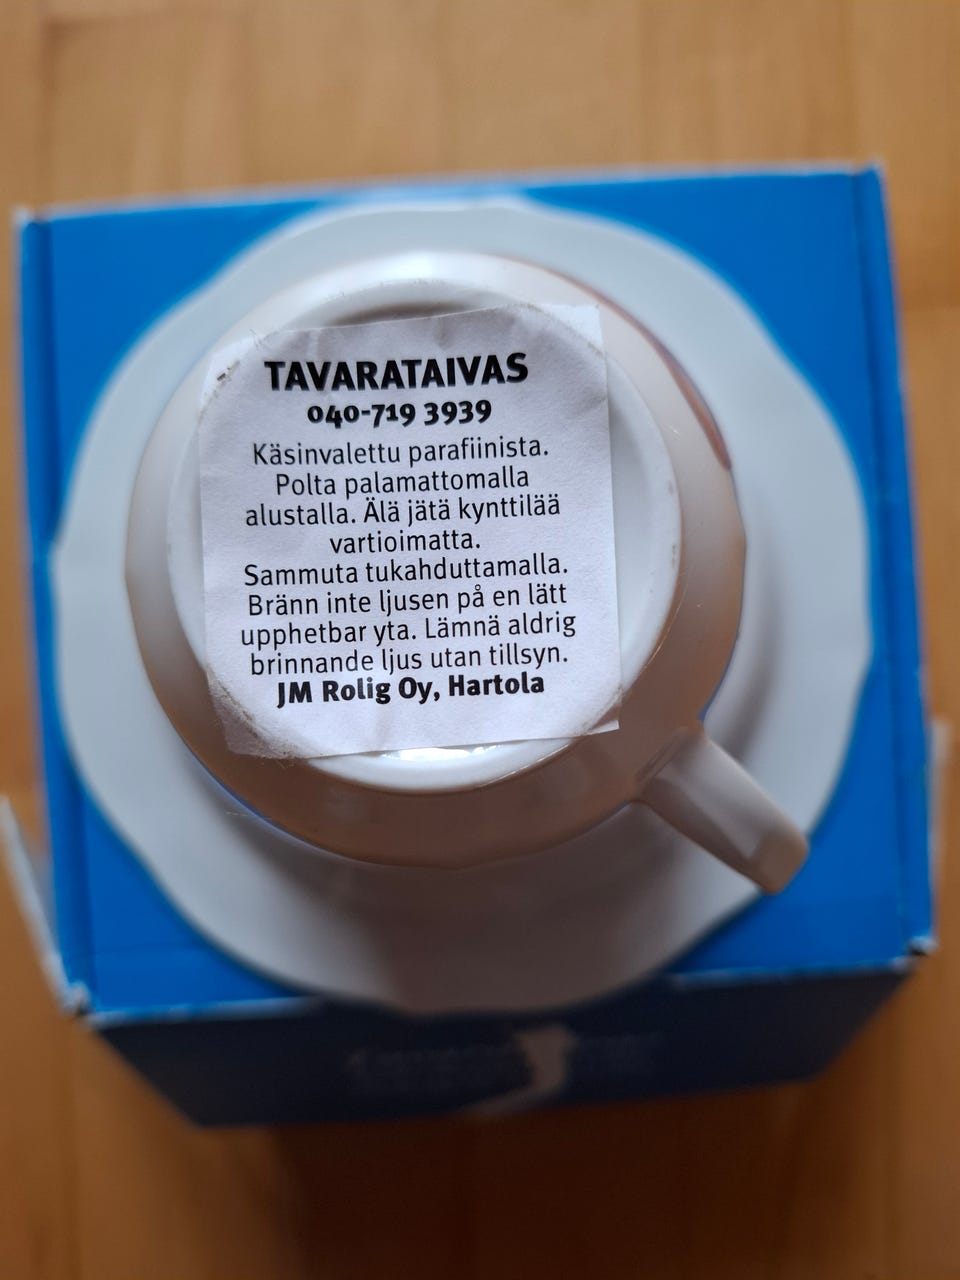 TAVARATAIVAS
040-719 3939
Käsinvalettu parafiinista.
Polta palamattomalla
alustalla. Älä jätä kynttilää
vartioimatta.
Sammuta tukahduttamalla.
Bränn inte ljusen på en lätt
upphetbar yta. Lämnä aldrig
brinnande ljus utan tillsyn.
JM Rolig Oy, Hartola